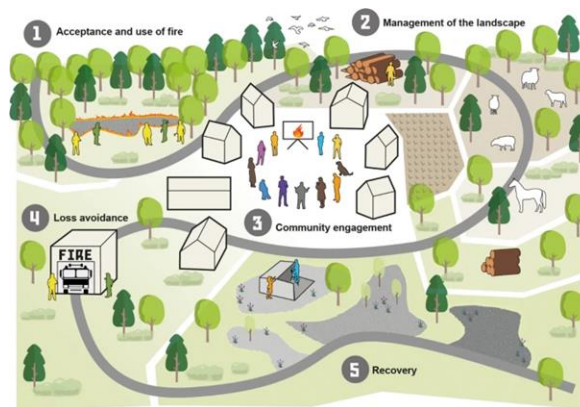 1 Acceptance and use of fire
2 Management of the landscape
3 Community engagement
4 Loss avoidance
FIRE
5 Recovery